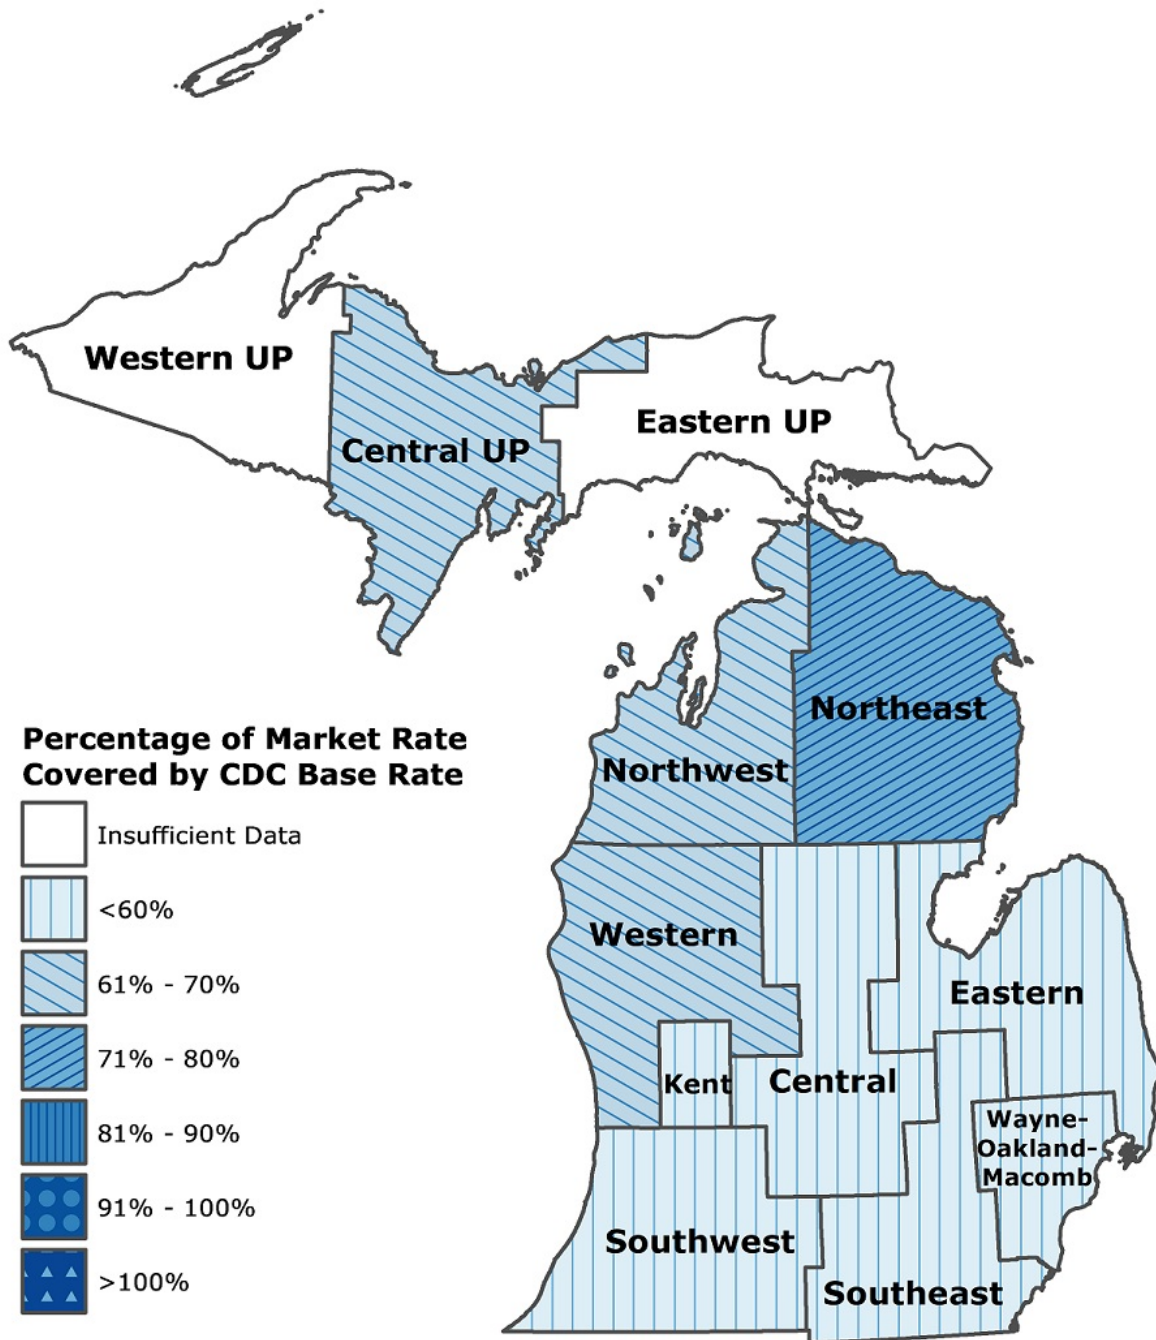 Western UP
Eastern UP
Central UP
Northeast
Percentage of Market Rate
Covered by CDC Base Rate
Northwest
Insufficient Data
<60%
61% - 70%
71% - 80%
81% - 90%
91% - 100%
>100%
Western
Eastern
Kent
Central
Wayne-
Oakland-
Macomb
Southwest
Southeast